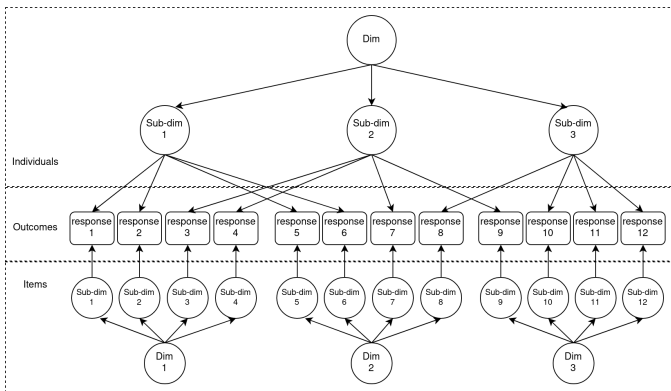 Dim
Sub-dim
1
Sub-dim
2
Sub-dim
3
Individuals
Outcomes
response
1
response
2
response
3
response
4
response
5
response
6
response
7
response
8
response
9
response
10
response
11
response
12
Items
Sub-dim
1
Sub-dim
2
Sub-dim
3
Sub-dim
4
Sub-dim
5
Sub-dim
6
Sub-dim
7
Sub-dim
8
Sub-dim
9
Sub-dim
10
Sub-dim
11
Sub-dim
12
Dim
1
Dim
2
Dim
3